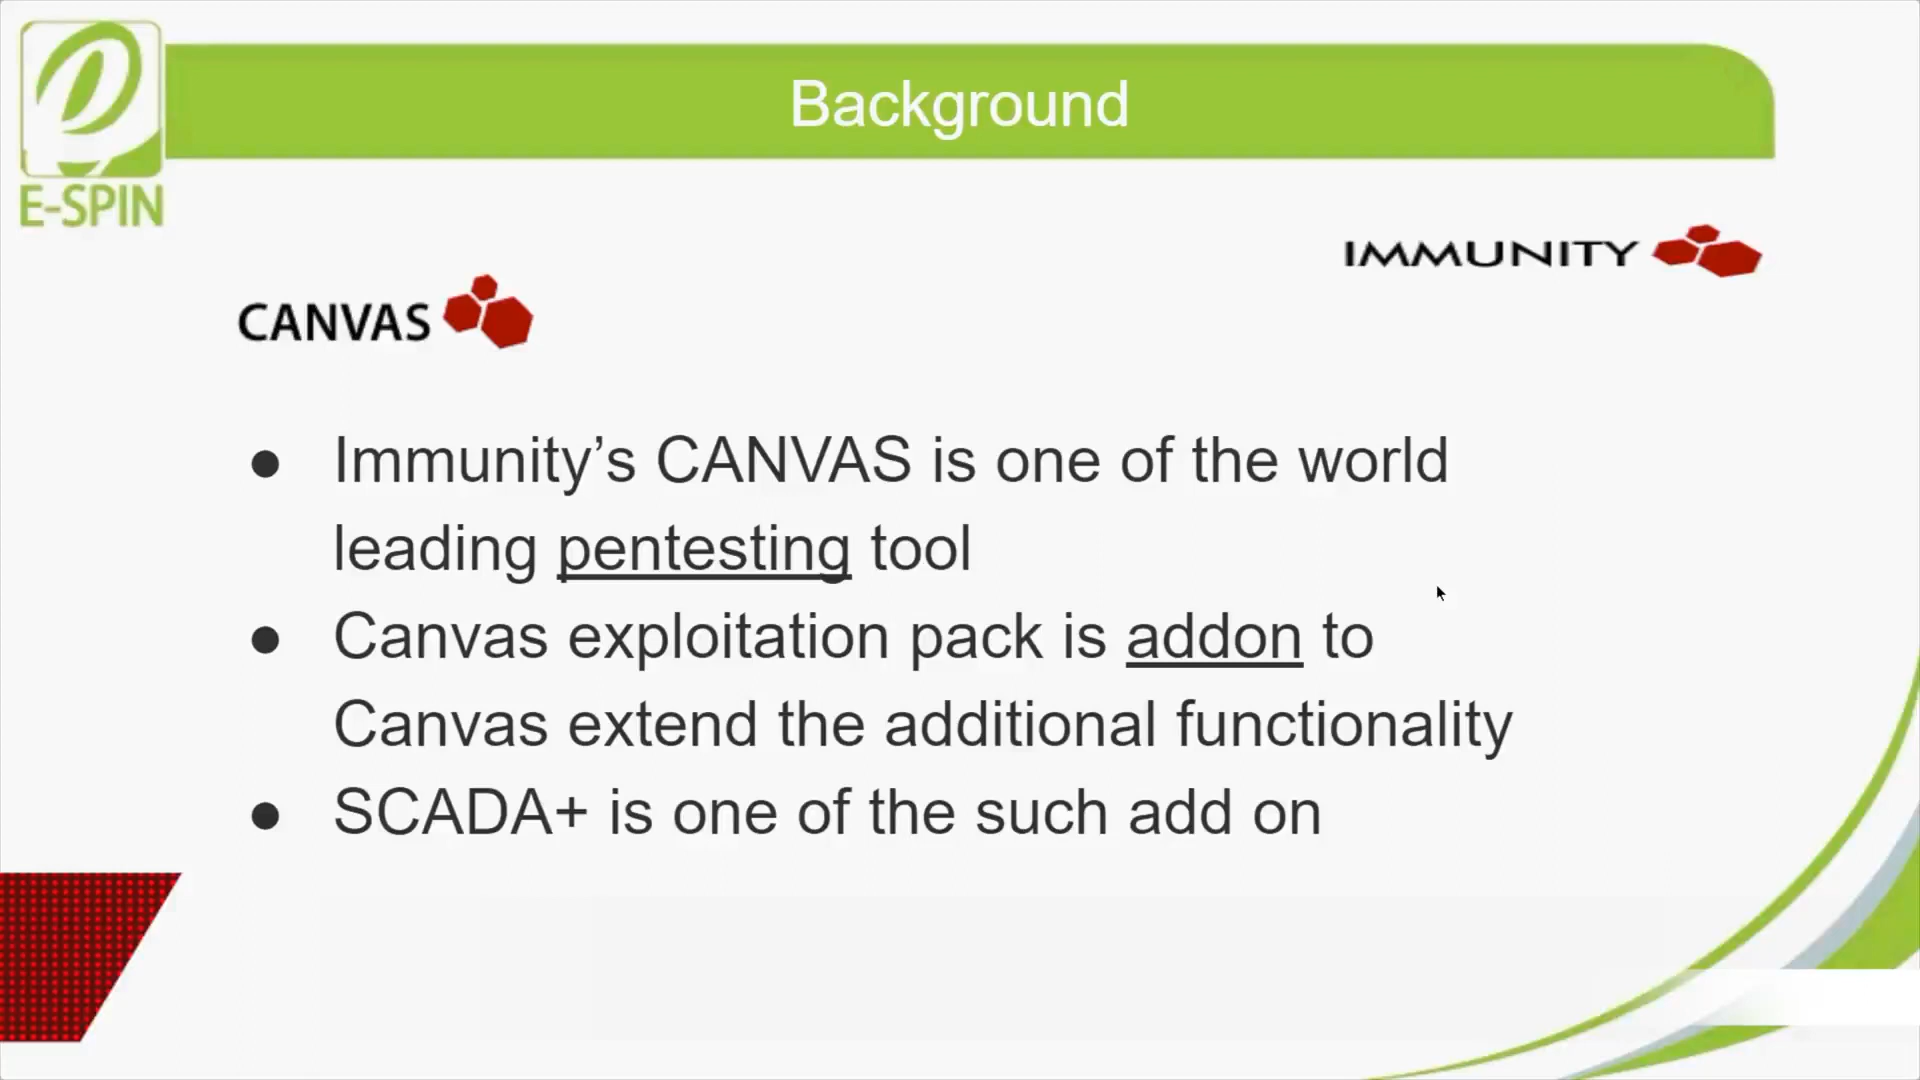 Background
E-SPIN
IMMUNITY
CANVAS
● Immunity’s CANVAS is one of the world
leading pentesting tool
● Canvas exploitation pack is addon to
Canvas extend the additional functionality
● SCADA+ is one of the such add on